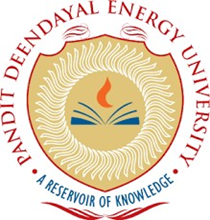 PANDIT DEENDAYAL ENERGY UNIVERSITY
• A RESERVOIR OF KNOWLEDGE •